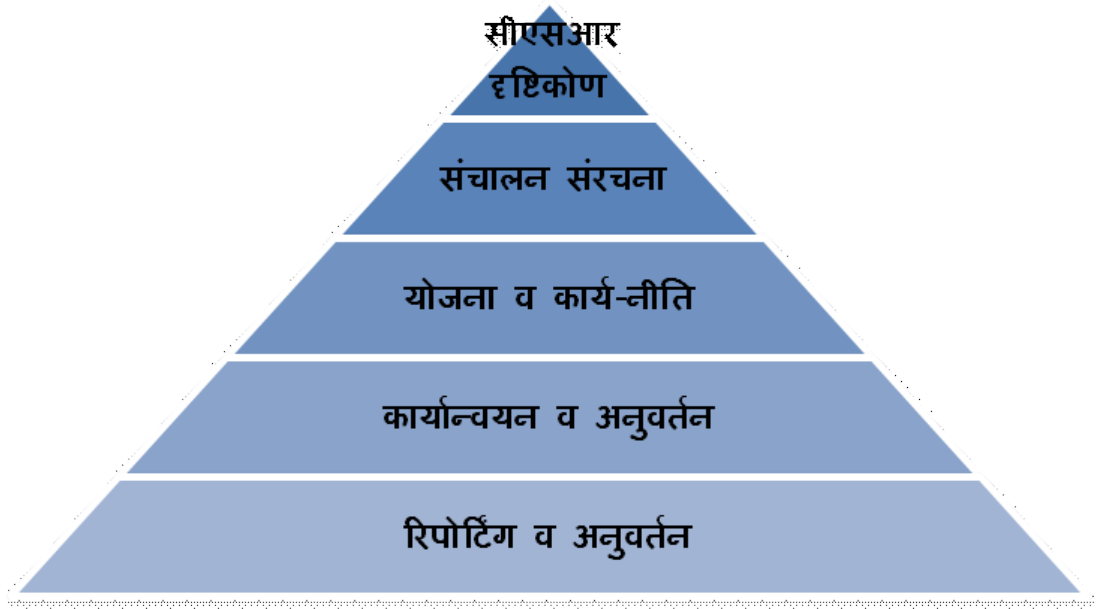 सीएसआर
दृष्टिकोण
संचालन संरचना
योजना व कार्य-नीति
कार्यान्वयन व अनुवर्तन
रिपोर्टिंग व अनुवर्तन